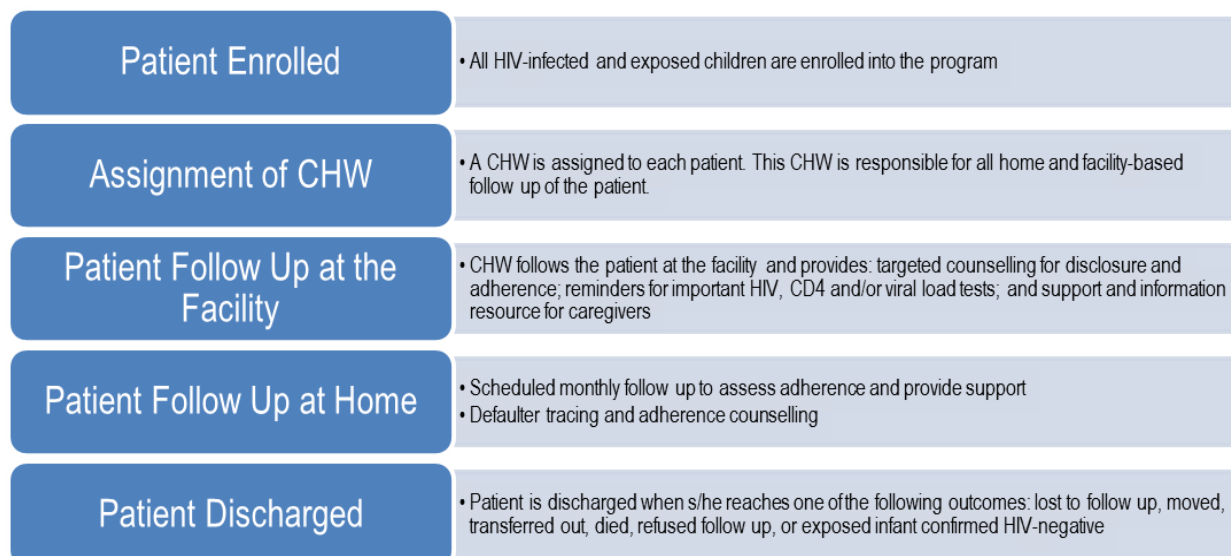 Patient Enrolled
• All HIV-infected and exposed children are enrolled into the program
Assignment of CHW
• A CHW is assigned to each patient. This CHW is responsible for all home and facility-based
follow up of the patient.
Patient Follow Up at the
Facility
• CHW follows the patient at the facility and provides: targeted counselling for disclosure and
adherence; reminders for important HIV, CD4 and/or viral load tests; and support and information
resource for caregivers
Patient Follow Up at Home
• Scheduled monthly follow up to assess adherence and provide support
• Defaulter tracing and adherence counselling
Patient Discharged
• Patient is discharged when s/he reaches one of the following outcomes: lost to follow up, moved,
transferred out, died, refused follow up, or exposed infant confirmed HIV-negative